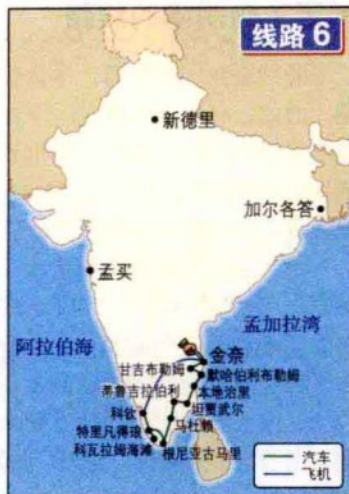 线路6
新德里
加尔各答
孟买
阿拉伯海
孟加拉湾
金奈
甘吉布勒姆
默哈伯利布勒姆
蒂鲁吉拉伯利
本地治里
坦贾武尔
科钦
马杜赖
特里凡得琅
科瓦拉姆海滩
根尼亚古马里
汽车
飞机